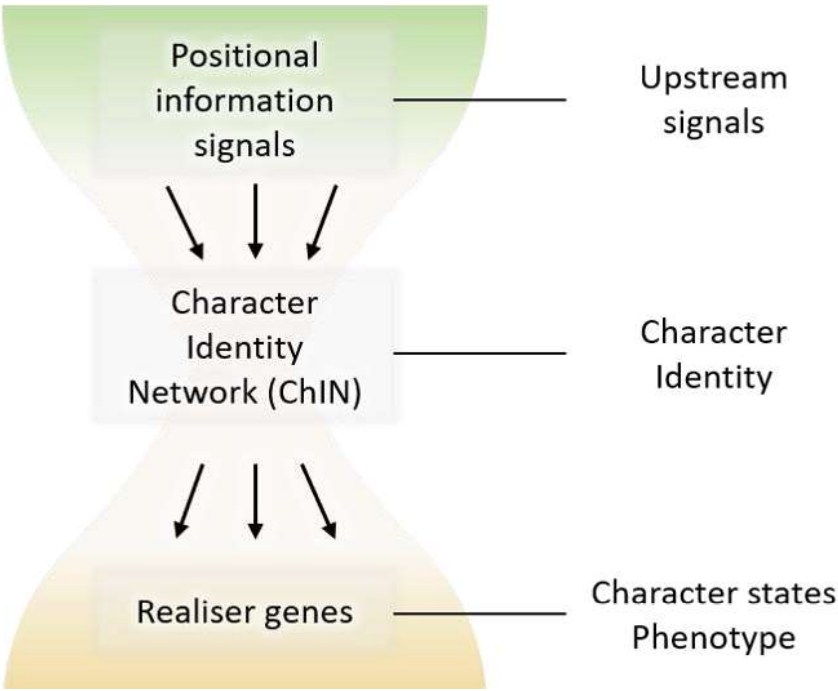 Positional
information
signals
Upstream
signals
Character
Identity
Network (ChIN)
Character
Identity
Realiser genes
Character states
Phenotype